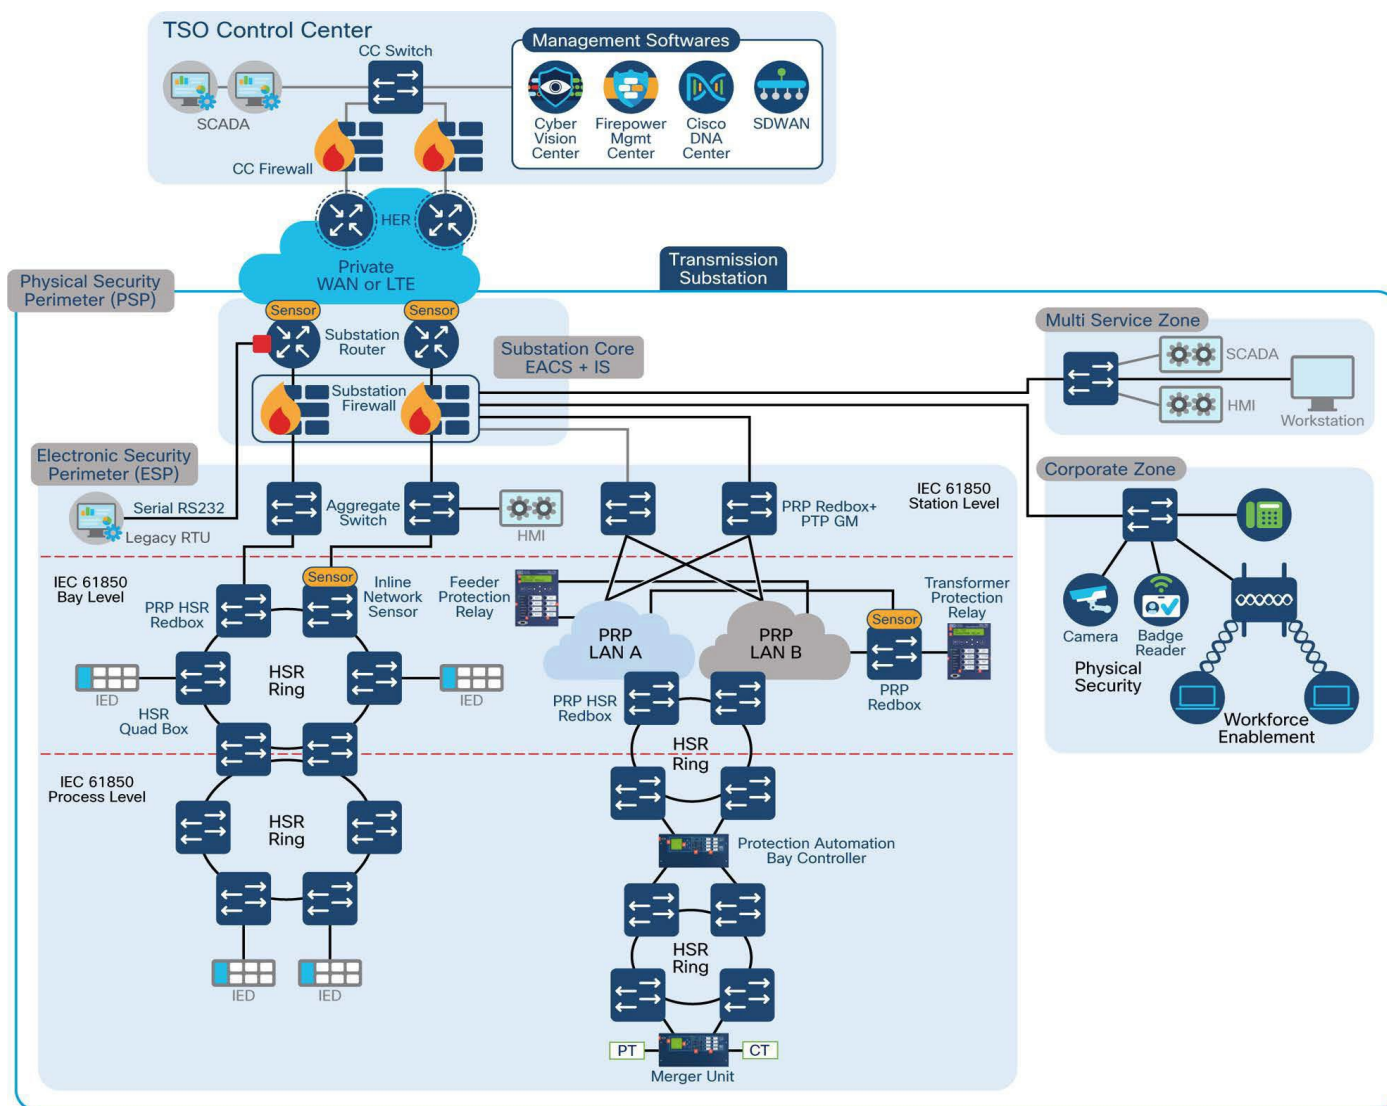 TSO Control Center
CC Switch
Management Softwares
SCADA
Cyber
Vision
Center
Firepower
Mgmt
Center
Cisco
DNA
Center
SDWAN
CC Firewall
HER
Private
WAN or LTE
Transmission
Substation
Physical Security
Perimeter (PSP)
Sensor
Sensor
Substation
Router
Substation Core
EACS + IS
Substation
Firewall
Multi Service Zone
SCADA
HMI
Workstation
Electronic Security
Perimeter (ESP)
Serial RS232
Legacy RTU
Aggregate
Switch
HMI
PRP Redbox+
PTP GM
IEC 61850
Station Level
Corporate Zone
Camera
Badge
Reader
Physical
Security
Workforce
Enablement
IEC 61850
Bay Level
PRP HSR
Redbox
Sensor
Inline
Network
Sensor
Feeder
Protection
Relay
PRP
LAN A
PRP
LAN B
Sensor
Transformer
Protection
Relay
PRP
Redbox
IED
HSR
Quad Box
HSR
Ring
IED
PRP HSR
Redbox
HSR
Ring
IEC 61850
Process Level
HSR
Ring
Protection Automation
Bay Controller
IED
IED
HSR
Ring
PT
CT
Merger Unit